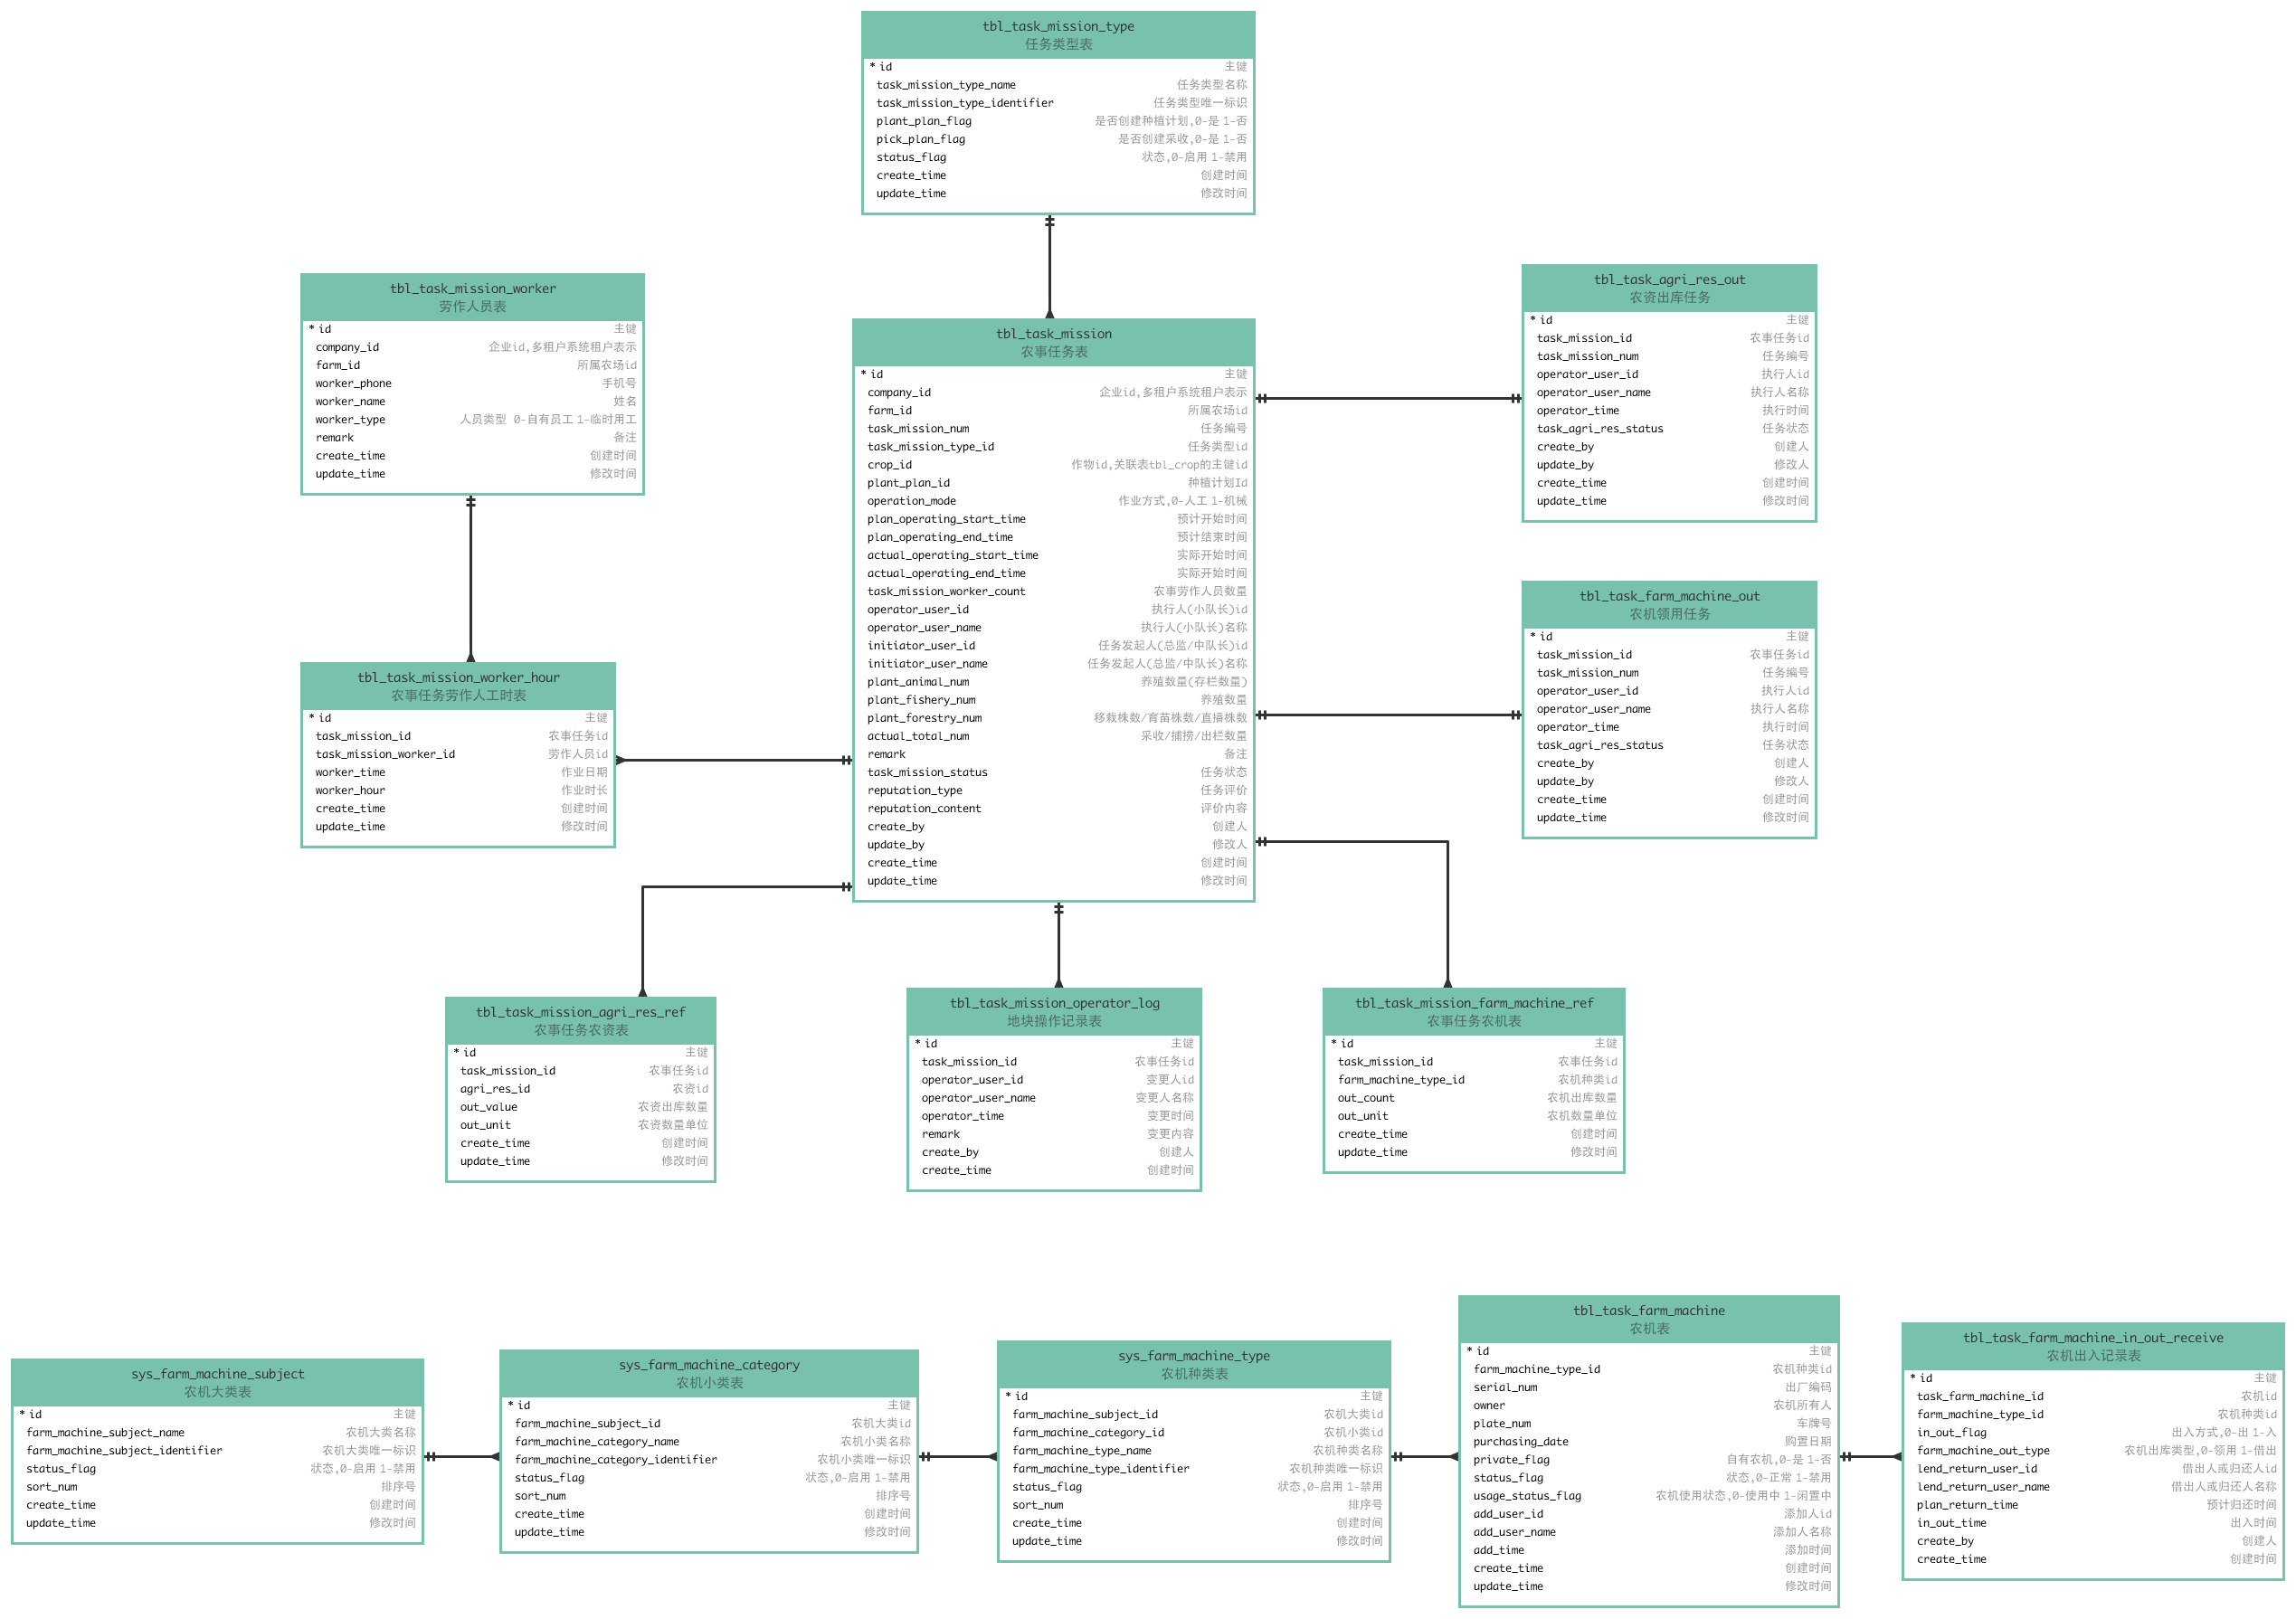 tbl_task_mission_type
任务类型表
* id 主键
task_mission_type_name 任务类型名称
task_mission_type_identifier 任务类型唯一标识
plant_plan_flag 是否创建种植计划,0-是 1-否
pick_plan_flag 是否创建采收,0-是 1-否
status_flag 状态,0-启用 1-禁用
create_time 创建时间
update_time 修改时间
tbl_task_mission_worker
劳作人员表
* id 主键
company_id 企业id,多租户系统租户表示
farm_id 所属农场id
worker_phone 手机号
worker_name 姓名
worker_type 人员类型 0-自有员工 1-临时用工
remark 备注
create_time 创建时间
update_time 修改时间
tbl_task_mission
农事任务表
* id 主键
company_id 企业id,多租户系统租户表示
farm_id 所属农场id
task_mission_num 任务编号
task_mission_type_id 任务类型id
crop_id 作物id,关联表tbl_crop的主键id
plant_plan_id 种植计划Id
operation_mode 作业方式,0-人工 1-机械
plan_operating_start_time 预计开始时间
plan_operating_end_time 预计结束时间
actual_operating_start_time 实际开始时间
actual_operating_end_time 实际开始时间
task_mission_worker_count 农事劳作人员数量
operator_user_id 执行人(小队长)id
operator_user_name 执行人(小队长)名称
initiator_user_id 任务发起人(总监/中队长)id
initiator_user_name 任务发起人(总监/中队长)名称
plant_animal_num 养殖数量(存栏数量)
plant_fishery_num 养殖数量
plant_forestry_num 移栽株数/育苗株数/直播株数
actual_total_num 采收/捕捞/出栏数量
remark 备注
task_mission_status 任务状态
reputation_type 任务评价
reputation_content 评价内容
create_by 创建人
update_by 修改人
create_time 创建时间
update_time 修改时间
tbl_task_agri_res_out
农资出库任务
* id 主键
task_mission_id 农事任务id
task_mission_num 任务编号
operator_user_id 执行人id
operator_user_name 执行人名称
operator_time 执行时间
task_agri_res_status 任务状态
create_by 创建人
update_by 修改人
create_time 创建时间
update_time 修改时间
tbl_task_farm_machine_out
农机领用任务
* id 主键
task_mission_id 农事任务id
task_mission_num 任务编号
operator_user_id 执行人id
operator_user_name 执行人名称
operator_time 执行时间
task_agri_res_status 任务状态
create_by 创建人
update_by 修改人
create_time 创建时间
update_time 修改时间
tbl_task_mission_worker_hour
农事任务劳作人工时表
* id 主键
task_mission_id 农事任务id
task_mission_worker_id 劳作人员id
worker_time 作业日期
worker_hour 作业时长
create_time 创建时间
update_time 修改时间
tbl_task_mission_agri_res_ref
农事任务农资表
* id 主键
task_mission_id 农事任务id
agri_res_id 农资id
out_value 农资出库数量
out_unit 农资数量单位
create_time 创建时间
update_time 修改时间
tbl_task_mission_operator_log
地块操作记录表
* id 主键
task_mission_id 农事任务id
operator_user_id 变更人id
operator_user_name 变更人名称
operator_time 变更时间
remark 变更内容
create_by 创建人
create_time 创建时间
tbl_task_mission_farm_machine_ref
农事任务农机表
* id 主键
task_mission_id 农事任务id
farm_machine_type_id 农机种类id
out_count 农机出库数量
out_unit 农机数量单位
create_time 创建时间
update_time 修改时间
sys_farm_machine_subject
农机大类表
* id 主键
farm_machine_subject_name 农机大类名称
farm_machine_subject_identifier 农机大类唯一标识
status_flag 状态,0-启用 1-禁用
sort_num 排序号
create_time 创建时间
update_time 修改时间
sys_farm_machine_category
农机小类表
* id 主键
farm_machine_subject_id 农机大类id
farm_machine_category_name 农机小类名称
farm_machine_category_identifier 农机小类唯一标识
status_flag 状态,0-启用 1-禁用
sort_num 排序号
create_time 创建时间
update_time 修改时间
sys_farm_machine_type
农机种类表
* id 主键
farm_machine_subject_id 农机大类id
farm_machine_category_id 农机小类id
farm_machine_type_name 农机种类名称
farm_machine_type_identifier 农机种类唯一标识
status_flag 状态,0-启用 1-禁用
sort_num 排序号
create_time 创建时间
update_time 修改时间
tbl_task_farm_machine
农机表
* id 主键
farm_machine_type_id 农机种类id
serial_num 出厂编码
owner 农机所有人
plate_num 车牌号
purchasing_date 购置日期
private_flag 自有农机,0-是 1-否
status_flag 状态,0-正常 1-禁用
usage_status_flag 农机使用状态,0-使用中 1-闲置中
add_user_id 添加人id
add_user_name 添加人名称
add_time 添加时间
create_time 创建时间
update_time 修改时间
tbl_task_farm_machine_in_out_receive
农机出入记录表
* id 主键
task_farm_machine_id 农机id
farm_machine_type_id 农机种类id
in_out_flag 出入方式,0-出 1-入
farm_machine_out_type 农机出库类型,0-领用 1-借出
lend_return_user_id 借出人或归还人id
lend_return_user_name 借出人或归还人名称
plan_return_time 预计归还时间
in_out_time 出入时间
create_by 创建人
create_time 创建时间